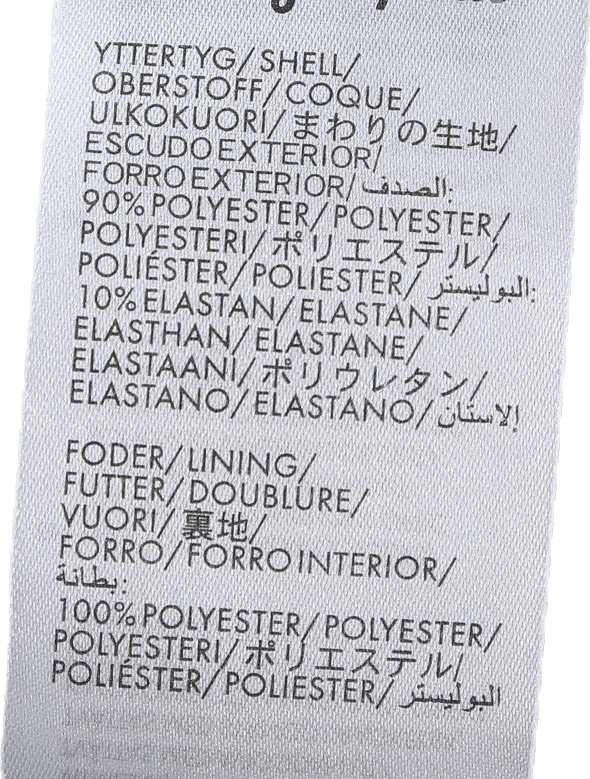 YTTERTYG/SHELL/
OBERSTOFF/COQUE/
ULKOKUORI/まわりの生地/
ESCUDO EXTERIOR/
FORRO EXTERIOR/الصدف:
90% POLYESTER/POLYESTER/
POLYESTERI/ポリエステル/
POLIÉSTER/POLIESTER/البوليستر:
10% ELASTAN/ELASTANE/
ELASTHAN/ELASTANE/
ELASTAANI/ポリウレタン/
ELASTANO/ELASTANO/الاستان!
FODER/LINING/
FUTTER/DOUBLURE/
VUORI/裏地/
FORRO/FORRO INTERIOR/
بطانة:
100% POLYESTER/POLYESTER/
POLYESTERI/ポリエステル/
POLIÉSTER/POLIESTER/البوليستر